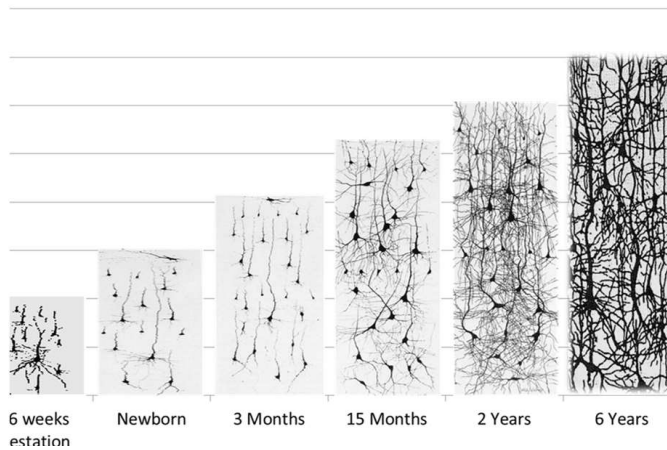 6 weeks
estation
Newborn
3 Months
15 Months
2 Years
6 Years